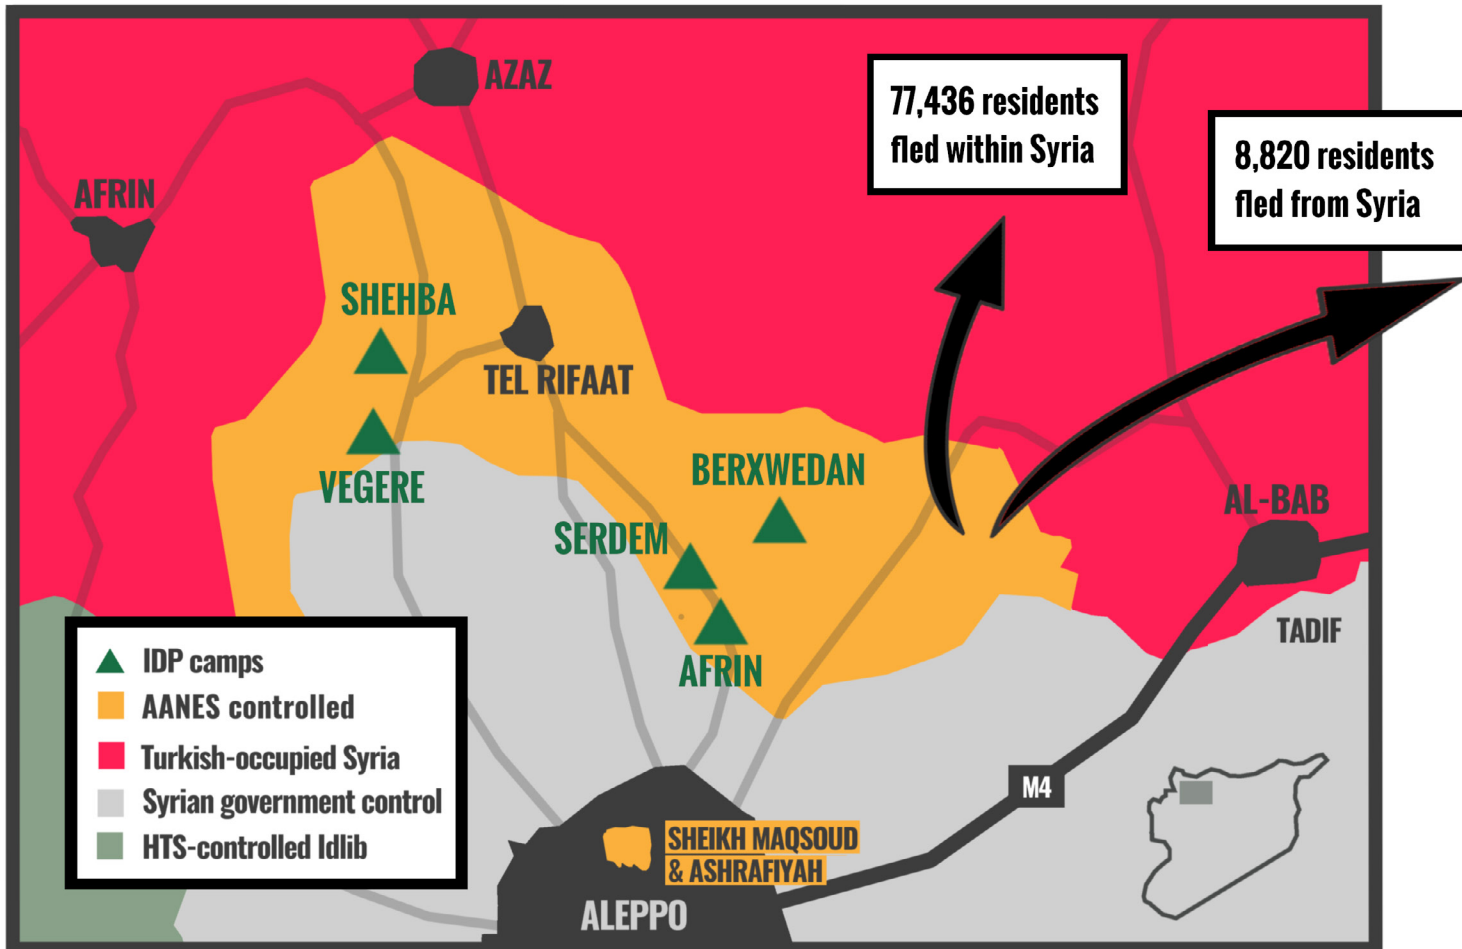 AZAZ
77,436 residents
fled within Syria
8,820 residents
fled from Syria
AFRIN
SHEHBA
TEL RIFAAT
VEGERE
BERXWEDAN
SERDEM
AL-BAB
TADIF
AFRIN
IDP camps
AANES controlled
Turkish-occupied Syria
Syrian government control
HTS-controlled Idlib
M4
SHEIKH MAQSOUD
& ASHRAFIYAH
ALEPPO